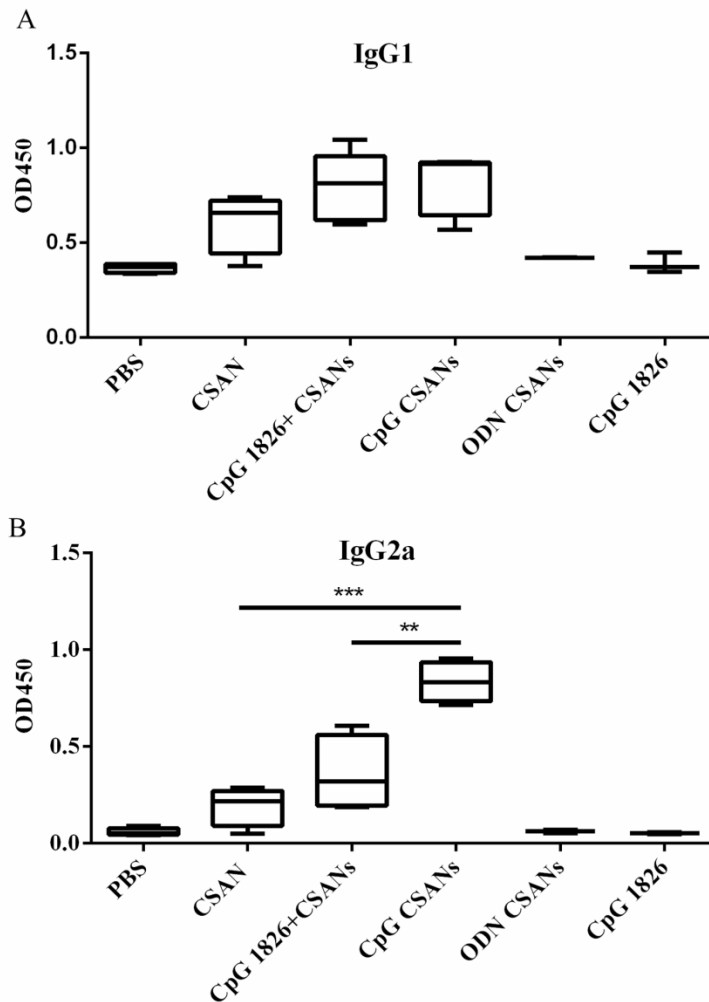 A
IgG1
1.5
1.0
0.5
0.0
OD450
PBS
CSAN
CpG 1826+ CSANs
CpG CSANs
ODN CSANs
CpG 1826
B
IgG2a
1.5
1.0
0.5
0.0
OD450
***
**
PBS
CSAN
CpG 1826+CSANs
CpG CSANs
ODN CSANs
CpG 1826